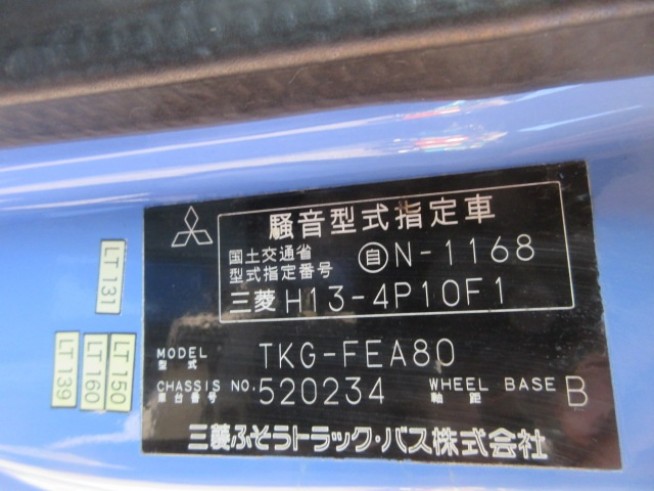 騒音型式指定車
国土交通省
型式指定番号
自 N-1168
三菱 H13-4P10F1
MODEL TKG-FEA80
型式
CHASSIS NO. 520234 WHEEL BASE B
車台番号 軸距
三菱ふそうトラック・バス株式会社
LT 131
LT 139
LT 160
LT 150